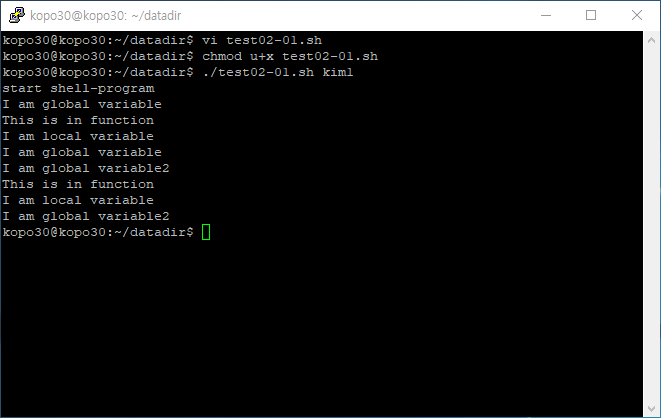 kopo30@kopo30: ~/datadir
kopo30@kopo30:~/datadir$ vi test02-01.sh
kopo30@kopo30:~/datadir$ chmod u+x test02-01.sh
kopo30@kopo30:~/datadir$ ./test02-01.sh kiml
start shell-program
I am global variable
This is in function
I am local variable
I am global variable
I am global variable2
This is in function
I am local variable
I am global variable2
kopo30@kopo30:~/datadir$